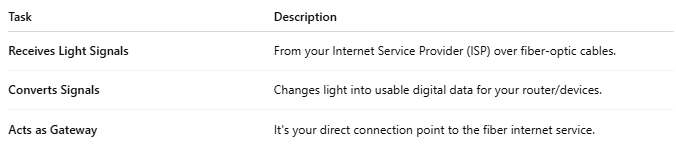 Task Description
Receives Light Signals From your Internet Service Provider (ISP) over fiber-optic cables.
Converts Signals Changes light into usable digital data for your router/devices.
Acts as Gateway It's your direct connection point to the fiber internet service.